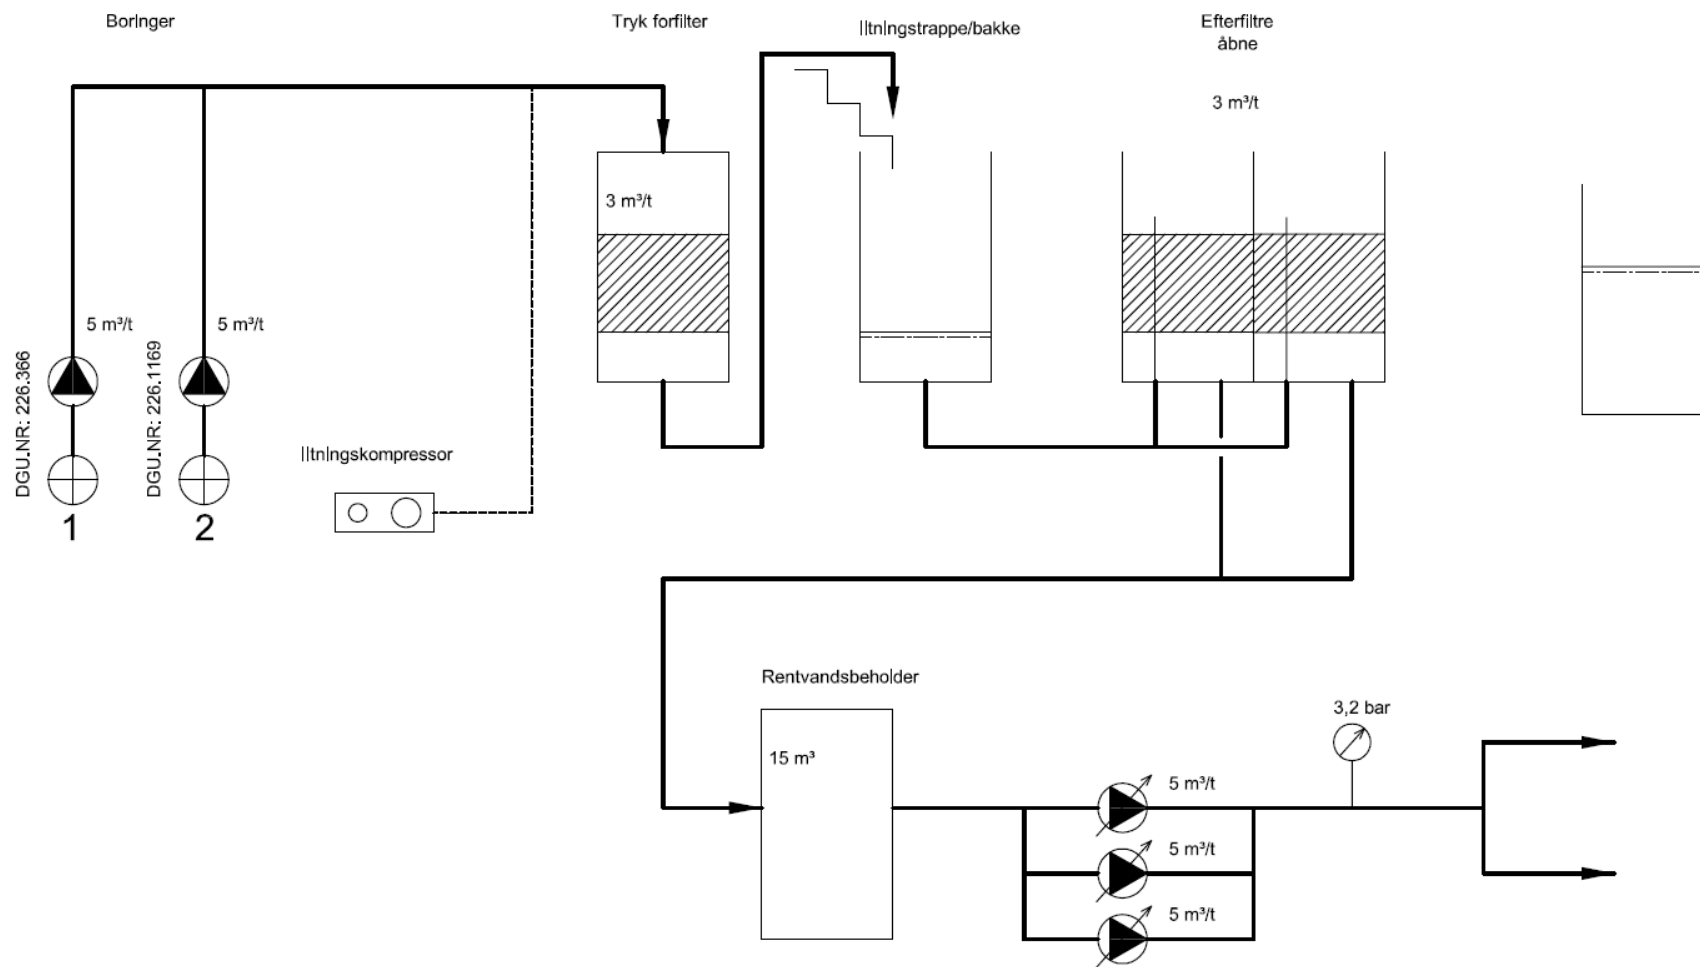 Boringer
Tryk forfilter
Iltningstrappe/bakke
Efterfiltre
åbne
3 m³/t
3 m³/t
5 m³/t
5 m³/t
DGU.NR: 226.366
DGU.NR: 226.1169
1
2
Iltningskompressor
Rentvandsbeholder
15 m³
3,2 bar
5 m³/t
5 m³/t
5 m³/t